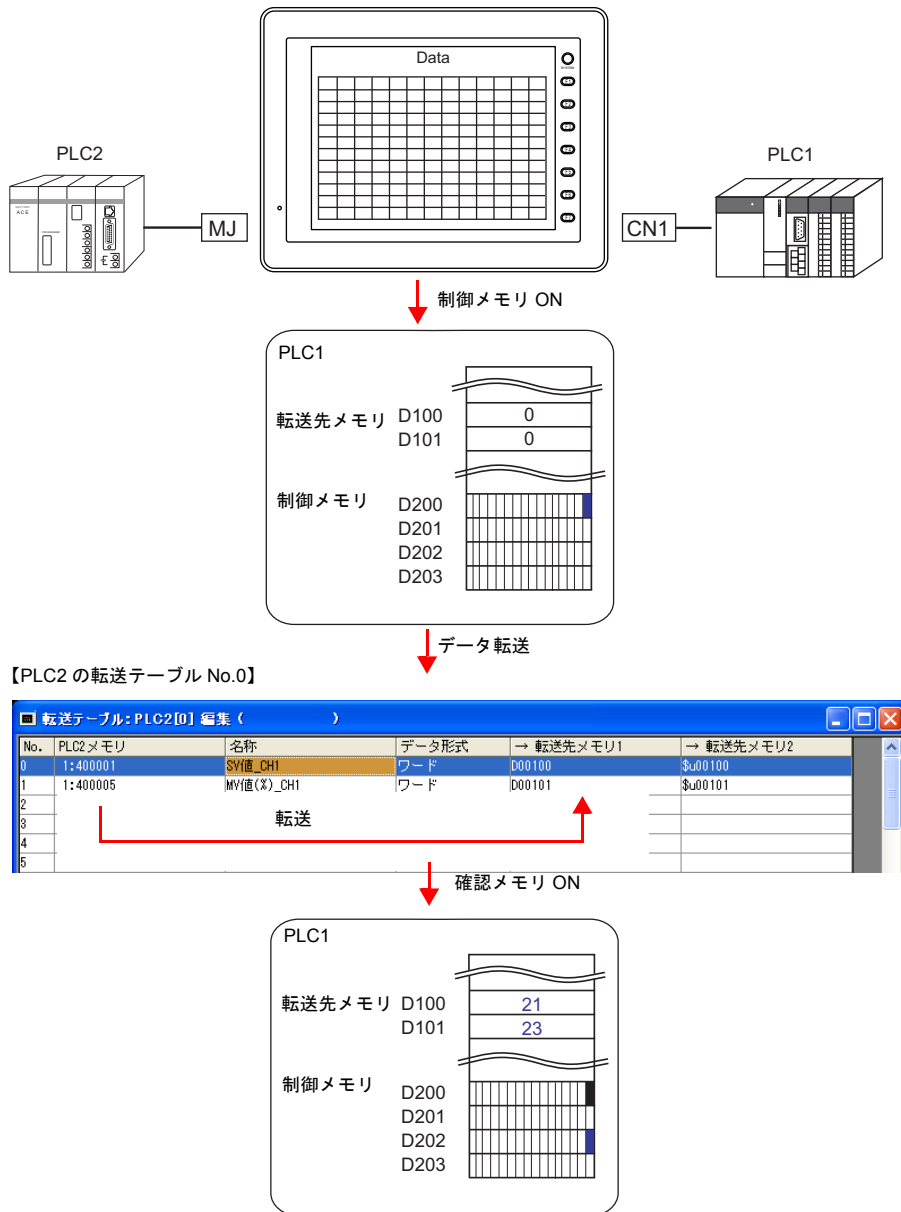 Data
PLC2
PLC1
ACE
MJ
CN1
制御メモリ ON
PLC1
転送先メモリ D100 0
D101 0
制御メモリ D200
D201
D202
D203
データ転送
【PLC2 の転送テーブル No.0】
転送テーブル:PLC2[0] 編集 ( )
No. PLC2メモリ 名称 データ形式 → 転送先メモリ1 → 転送先メモリ2
0 1:400001 SV値_CH1 ワード D00100 $u00100
1 1:400005 MV値(%)_CH1 ワード D00101 $u00101
2
3
4
5
転送
確認メモリ ON
PLC1
転送先メモリ D100 21
D101 23
制御メモリ D200
D201
D202
D203